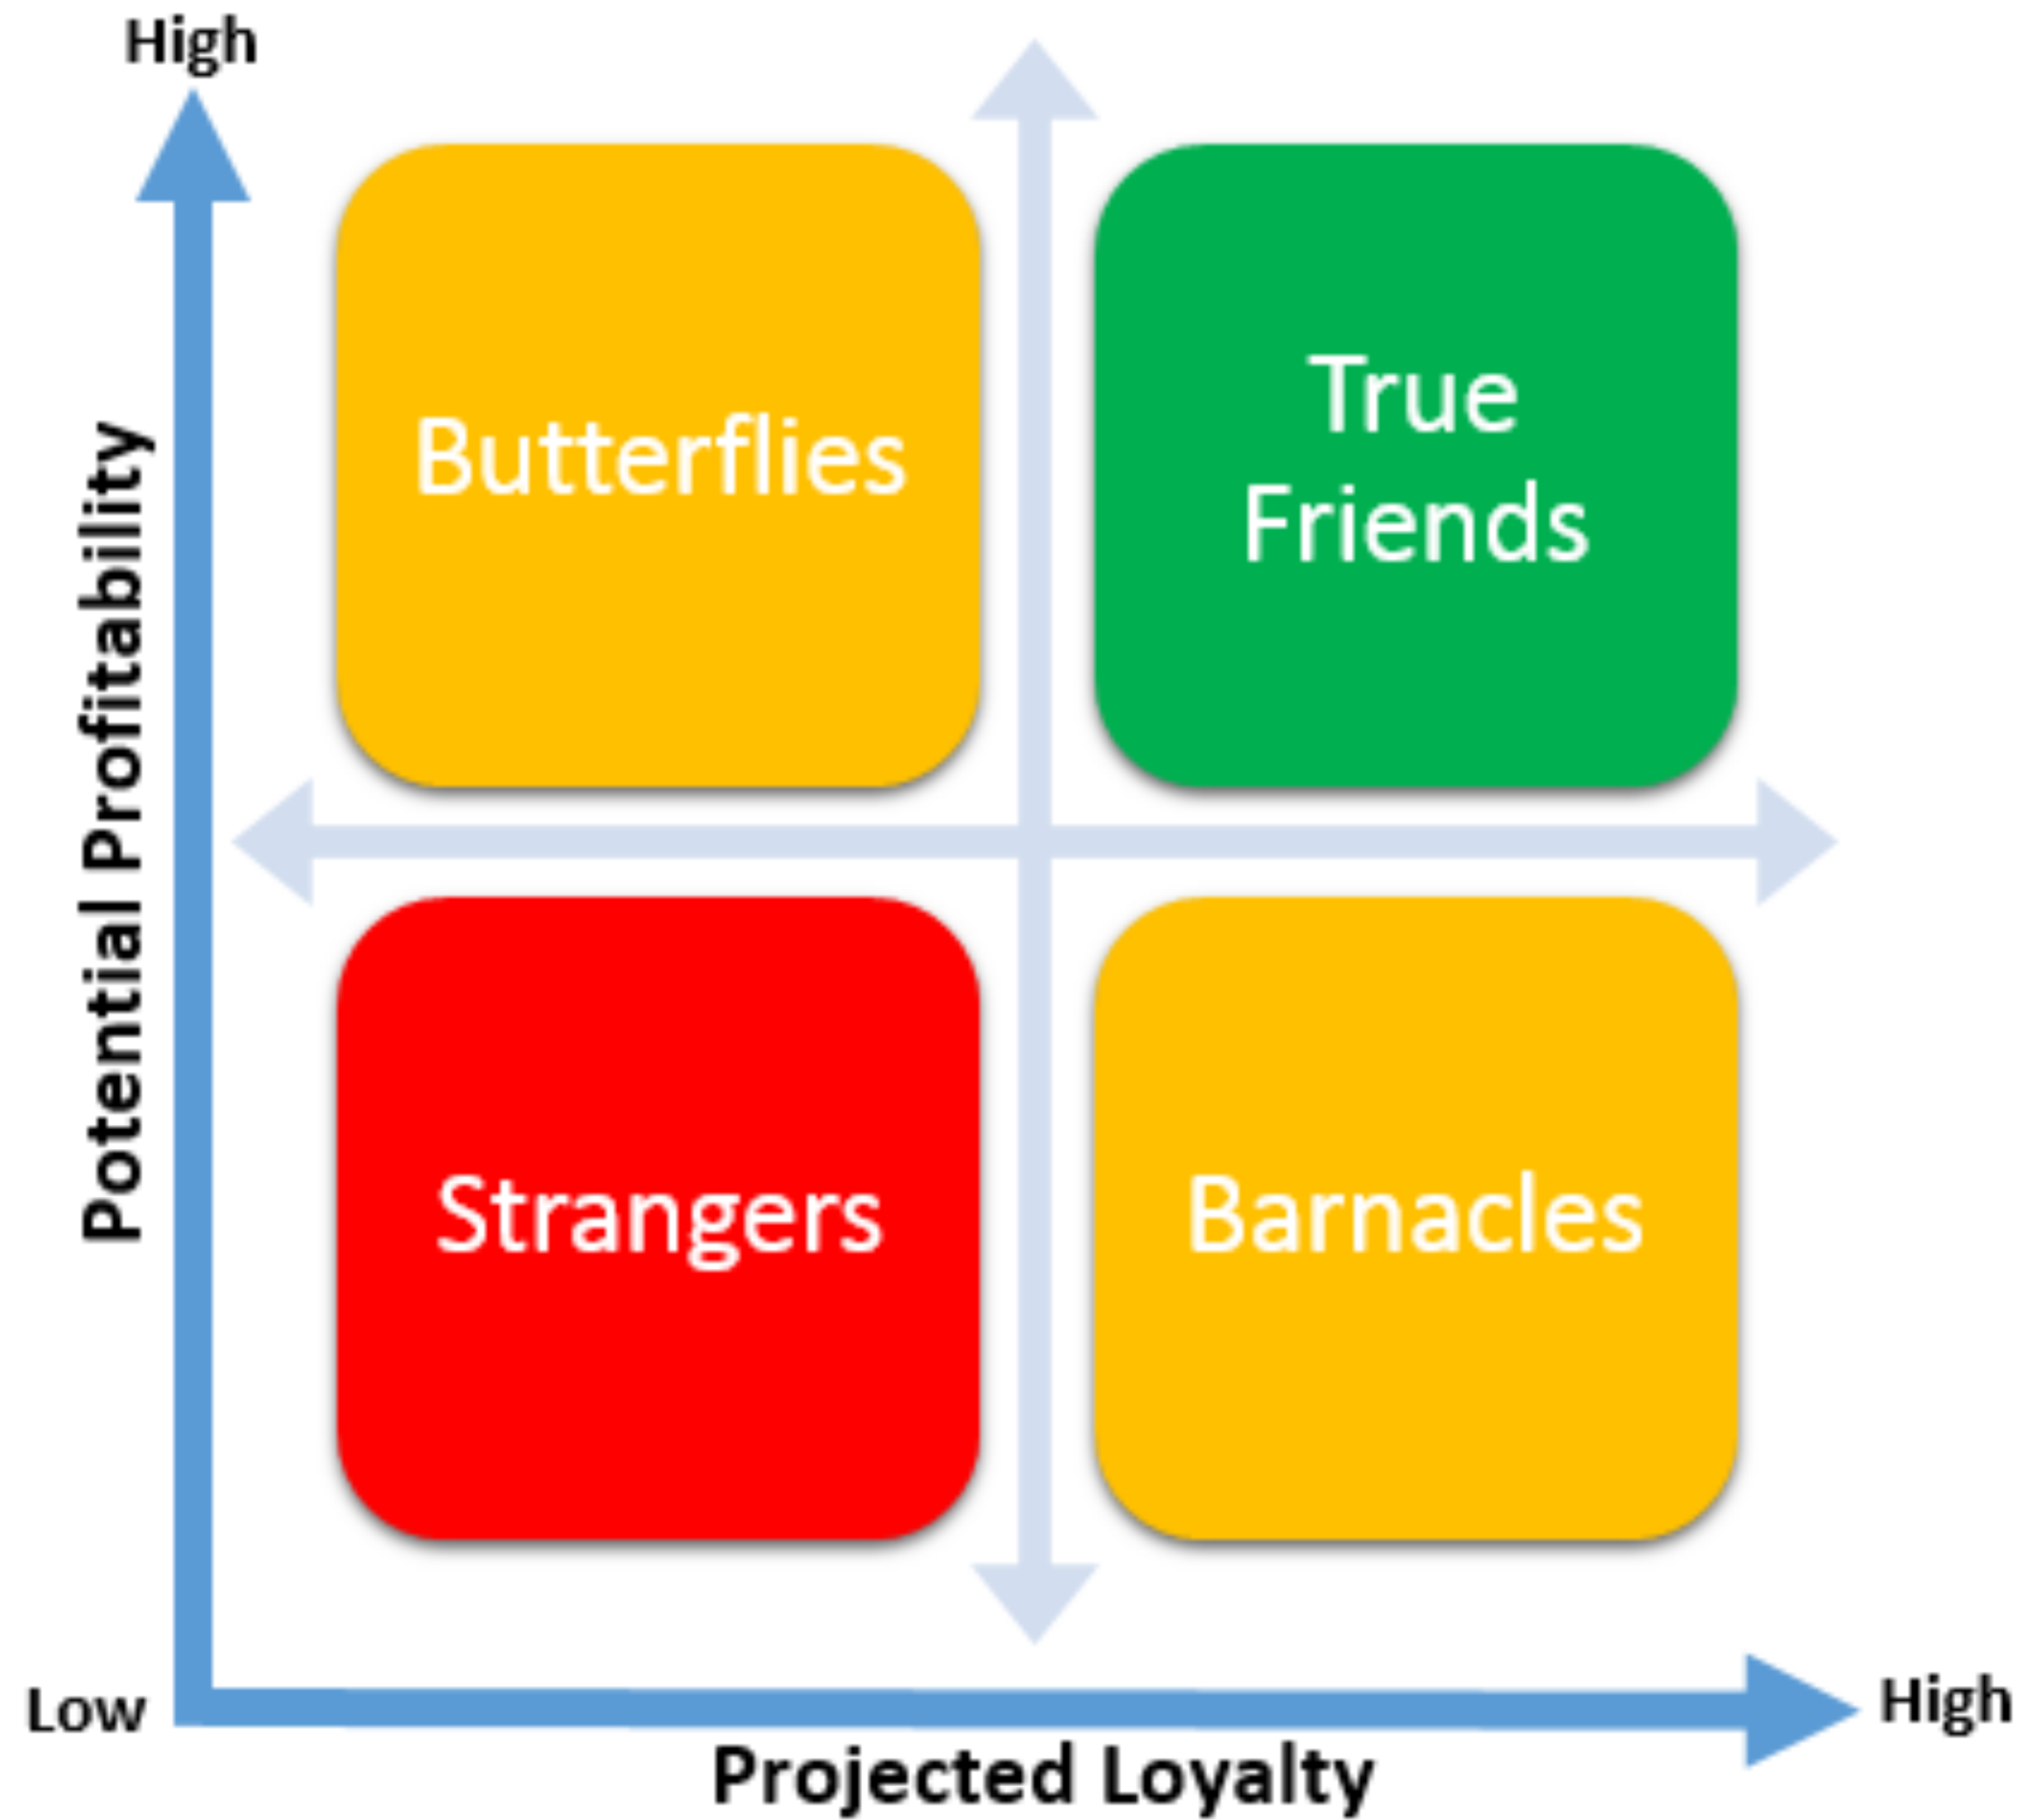 High
Butterflies
True
Friends
Potential Profitability
Strangers
Barnacles
Low
High
Projected Loyalty